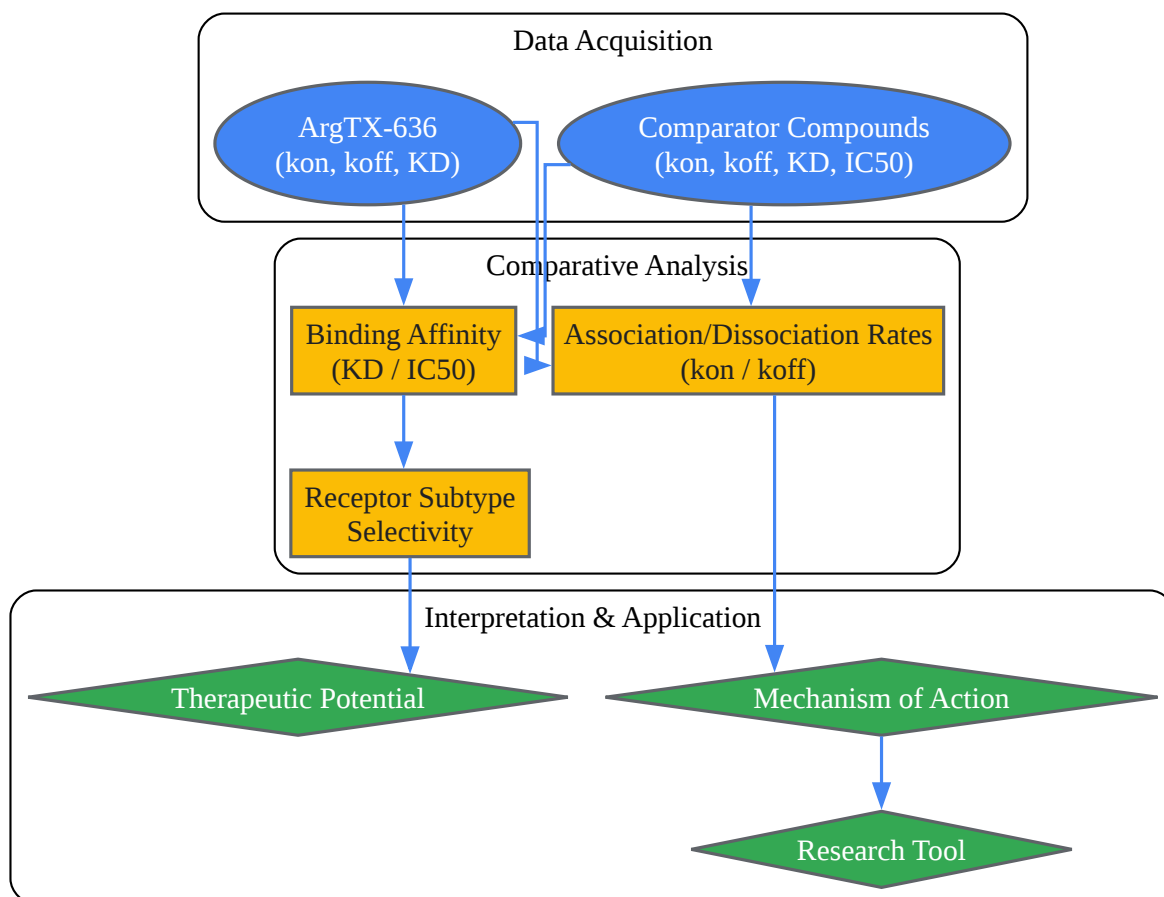 Data Acquisition
ArgTX-636
(kon, koff, KD)
Comparator Compounds
(kon, koff, KD, IC50)
Comparative Analysis
Binding Affinity
(KD / IC50)
Association/Dissociation Rates
(kon / koff)
Receptor Subtype
Selectivity
Interpretation & Application
Therapeutic Potential
Mechanism of Action
Research Tool